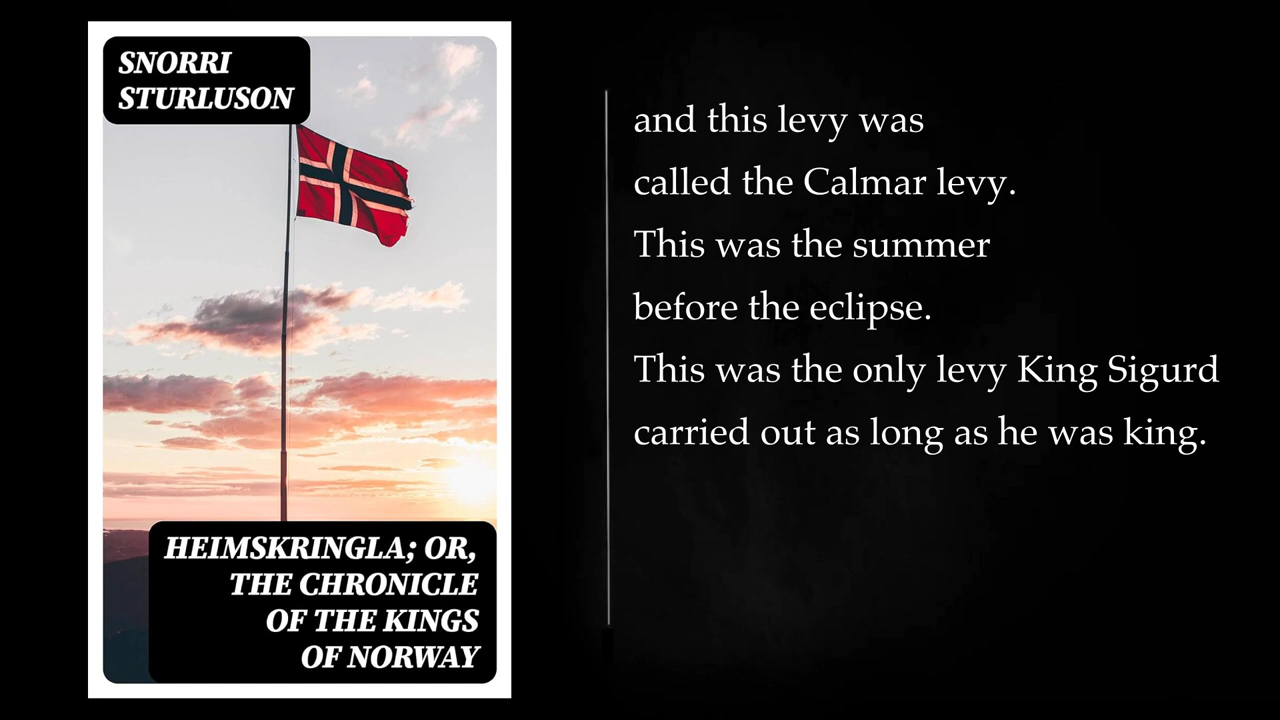 SNORRI
STURLUSON
HEIMSKRINGLA; OR,
THE CHRONICLE
OF THE KINGS
OF NORWAY
and this levy was
called the Calmar levy.
This was the summer
before the eclipse.
This was the only levy King Sigurd
carried out as long as he was king.